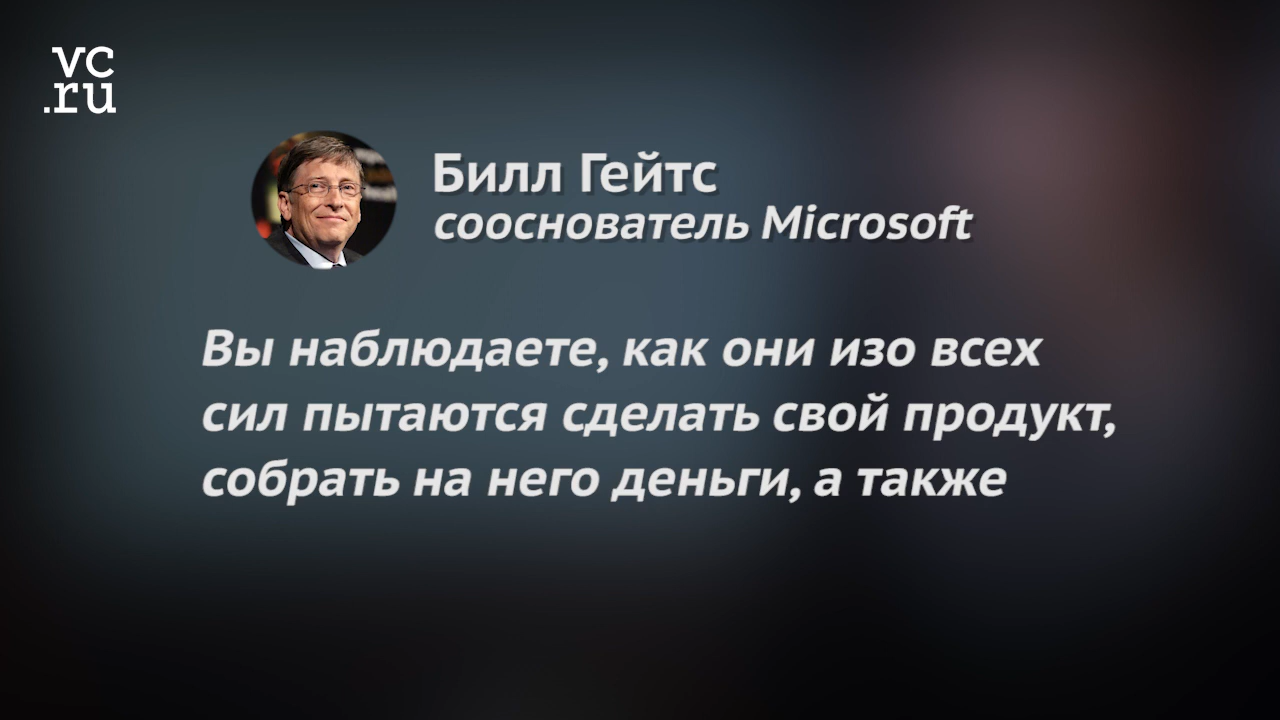 vc
.ru
Билл Гейтс
сооснователь Microsoft
Вы наблюдаете, как они изо всех
сил пытаются сделать свой продукт,
собрать на него деньги, а также